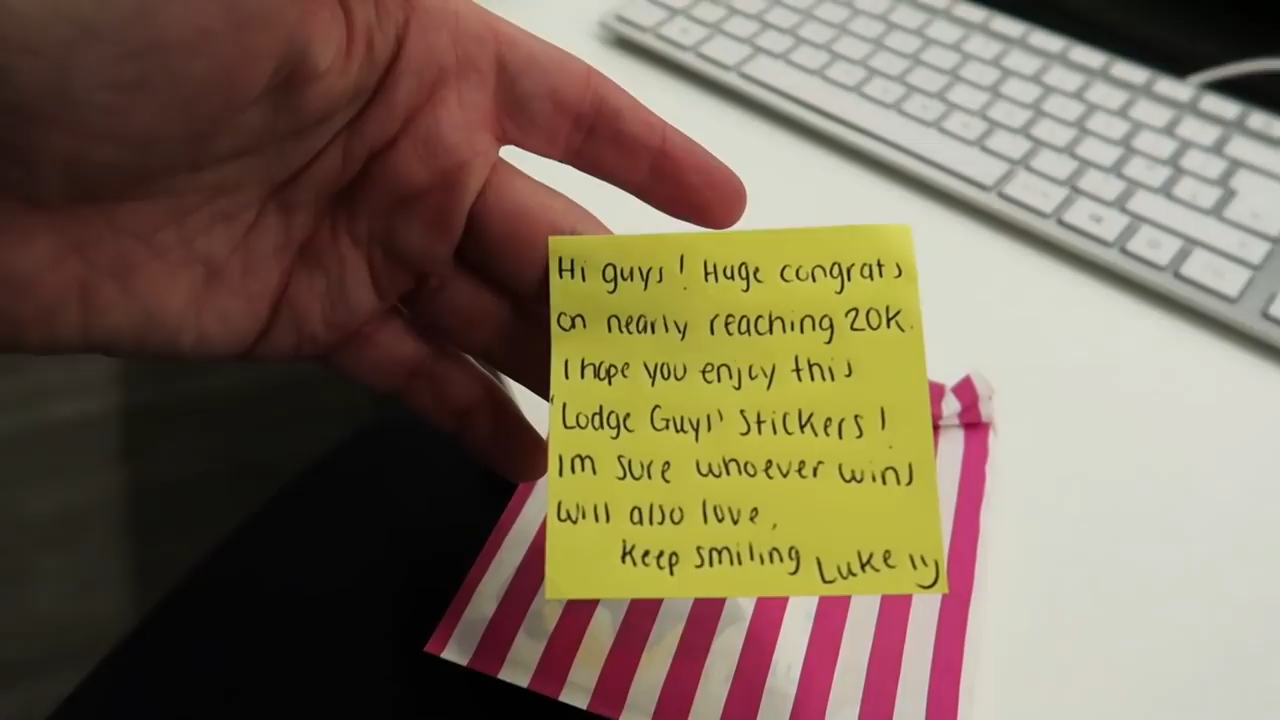 Hi guys! Huge congrats
on nearly reaching 20K.
I hope you enjoy this
'Lodge Guys' Stickers!
Im sure whoever wins
will also love,
Keep smiling Luke :)